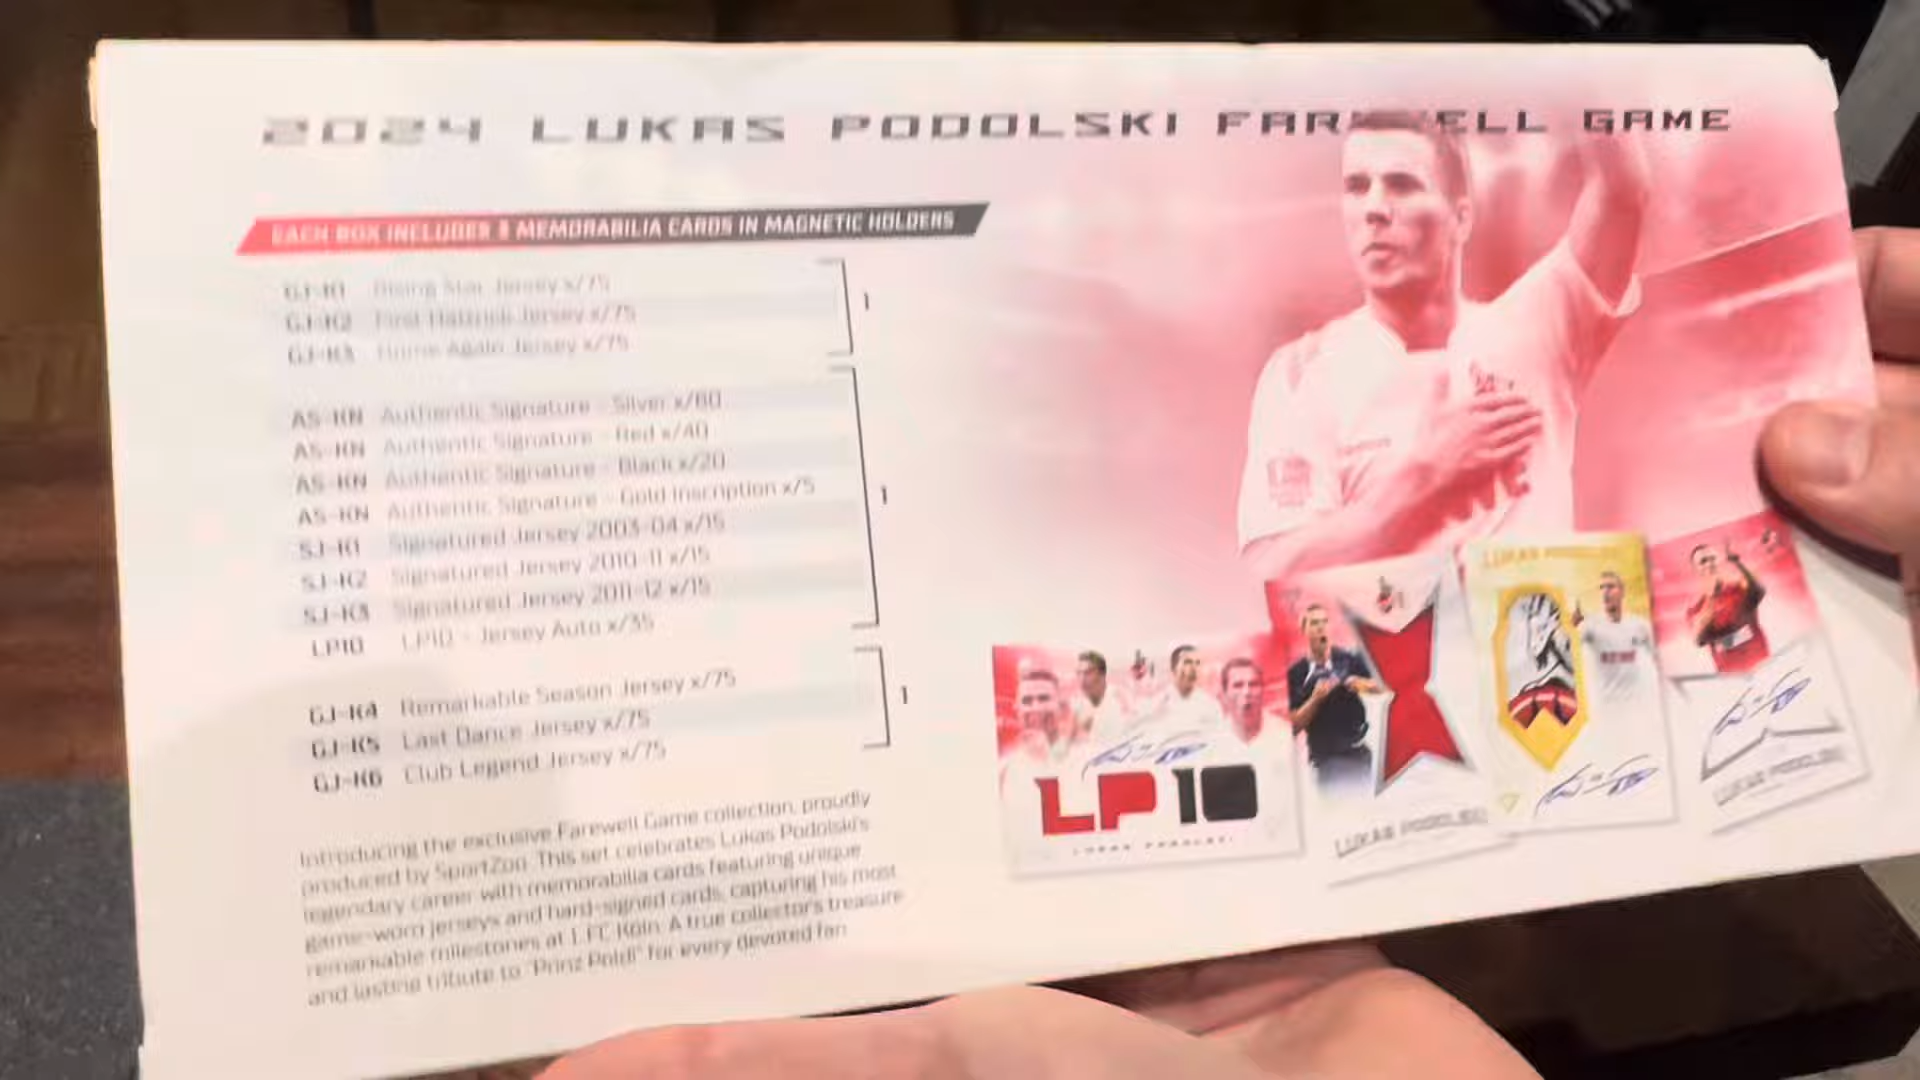 2024 LUKAS PODOLSKI FAREWELL GAME
EACH BOX INCLUDES 3 MEMORABILIA CARDS IN MAGNETIC HOLDERS
GJ-K1 Rising Star Jersey x/75
GJ-K2 First Hattrick Jersey x/75
GJ-K3 Home Again Jersey x/75
1
AS-KN Authentic Signature - Silver x/60
AS-KN Authentic Signature - Red x/40
AS-KN Authentic Signature - Black x/20
AS-KN Authentic Signature - Gold Inscription x/5
SJ-K1 Signatured Jersey 2003-04 x/15
SJ-K2 Signatured Jersey 2010-11 x/15
SJ-K3 Signatured Jersey 2011-12 x/15
LP10 LP10 - Jersey Auto x/35
1
GJ-K4 Remarkable Season Jersey x/75
GJ-K5 Last Dance Jersey x/75
GJ-K6 Club Legend Jersey x/75
1
Introducing the exclusive Farewell Game collection, proudly
produced by SportZoo. This set celebrates Lukas Podolski's
legendary career with memorabilia cards featuring unique
game-worn jerseys and hard-signed cards, capturing his most
remarkable milestones at 1. FC Köln. A true collector's treasure
and lasting tribute to "Prinz Poldi" for every devoted fan.
LP10
LUKAS PODOLSKI
LUKAS PODOLSKI
LUKAS PODOLSKI
REWE
LUKAS PODOLSKI